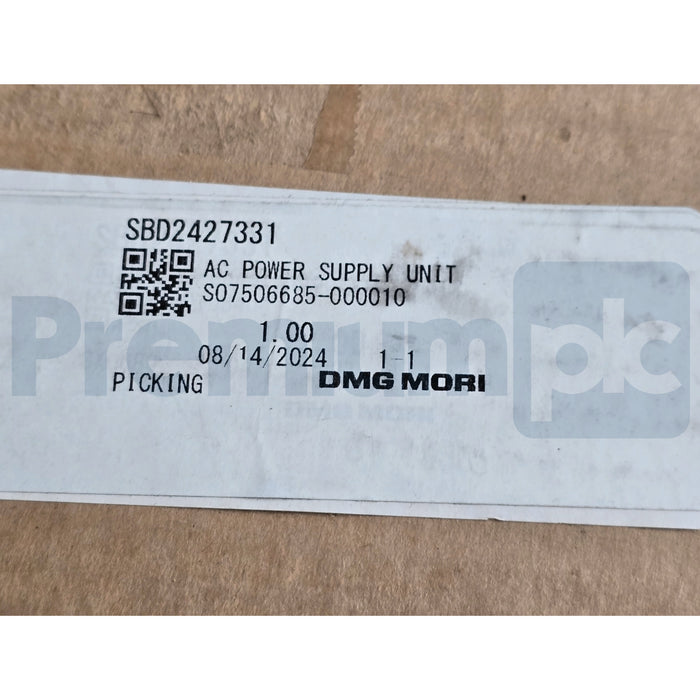 SBD2427331
AC POWER SUPPLY UNIT
S07506685-000010
1.00
08/14/2024 1-1
PICKING DMG MORI
Premium plc